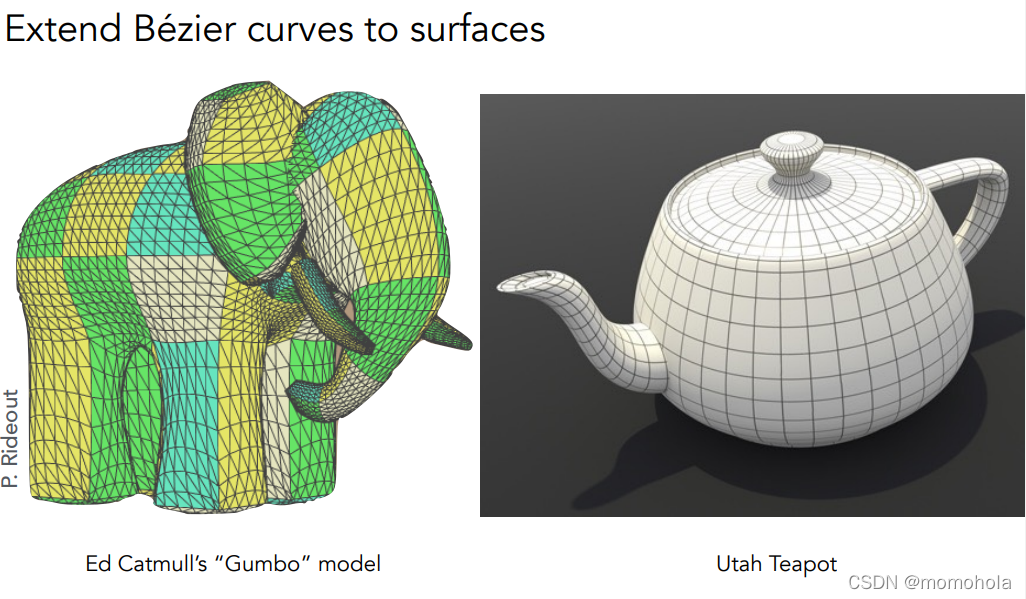 Extend Bézier curves to surfaces
P. Rideout
Ed Catmull’s “Gumbo” model
Utah Teapot
CSDN @momohola